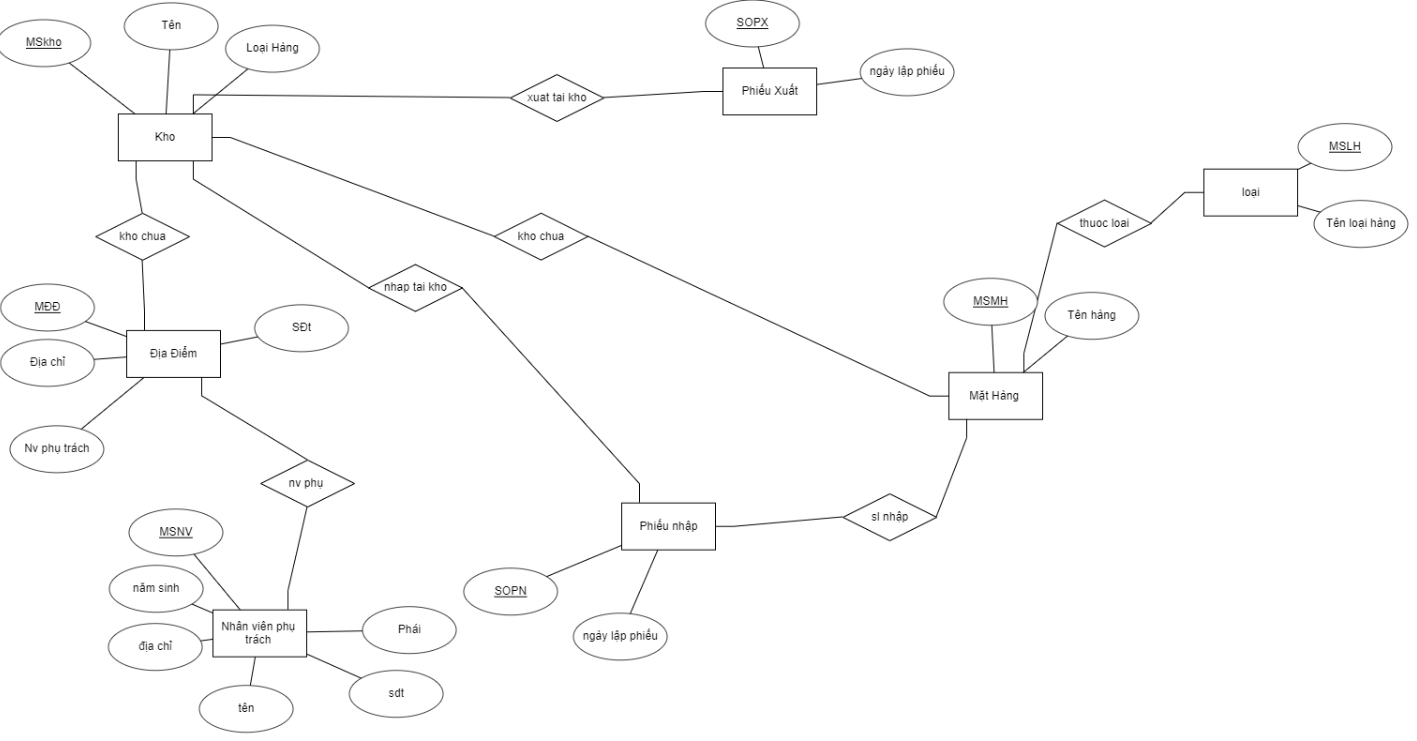 Tên
SOPX
MSkho
Loại Hàng
ngày lập phiếu
Phiếu Xuất
xuat tai kho
Kho
MSLH
loại
Tên loại hàng
thuoc loai
kho chua
kho chua
nhap tai kho
MSMH
Tên hàng
MĐĐ
SĐt
Địa Điểm
Địa chỉ
Mặt Hàng
Nv phụ trách
nv phụ
sl nhập
Phiếu nhập
MSNV
năm sinh
SOPN
Nhân viên phụ
trách
Phái
ngày lập phiếu
địa chỉ
sdt
tên